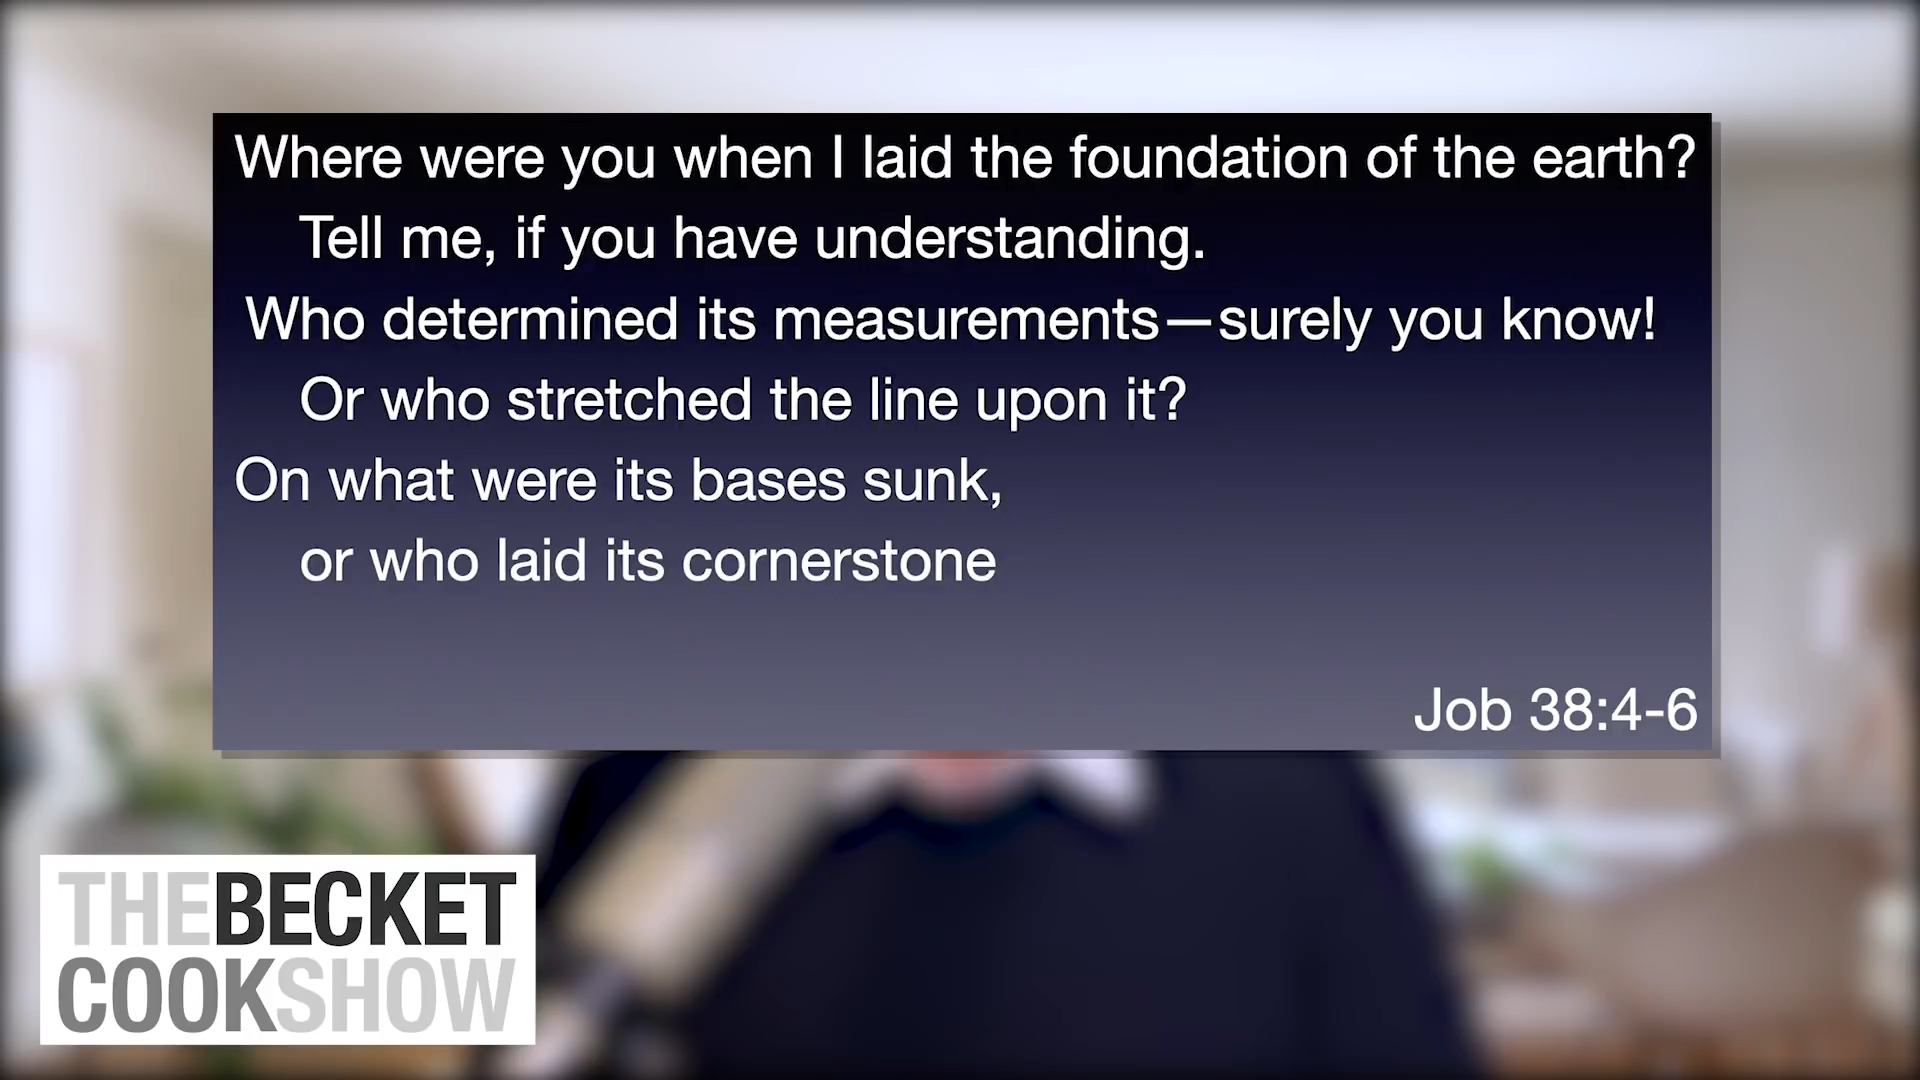 Where were you when I laid the foundation of the earth?
Tell me, if you have understanding.
Who determined its measurements—surely you know!
Or who stretched the line upon it?
On what were its bases sunk,
or who laid its cornerstone
Job 38:4-6
THEBECKET
COOKSHOW